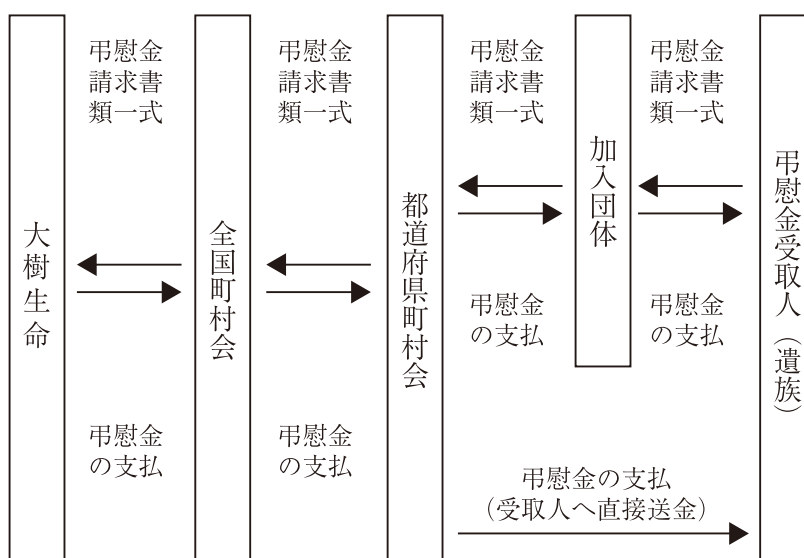 弔慰金
請求書
類一式
弔慰金
請求書
類一式
弔慰金
請求書
類一式
弔慰金
請求書
類一式
大樹生命
全国町村会
都道府県町村会
加入団体
弔慰金受取人（遺族）
弔慰金
の支払
弔慰金
の支払
弔慰金
の支払
弔慰金
の支払
弔慰金の支払
（受取人へ直接送金）